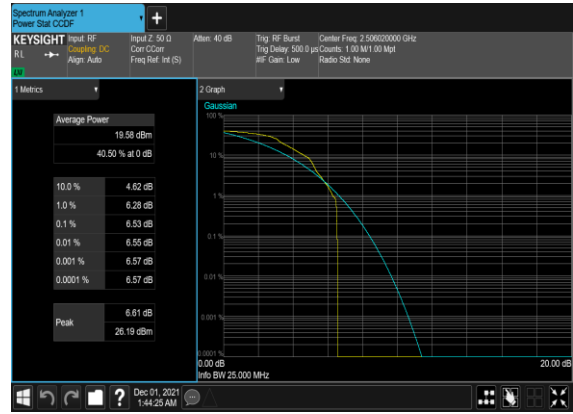 Spectrum Analyzer 1
Power Stat CCDF
KEYSIGHT
R L
LXI
Input: RF
Coupling: DC
Align: Auto
Input Z: 50 Ω
Corr CCorr
Freq Ref: Int (S)
Atten: 40 dB
Trig: RF Burst
Trig Delay: 500.0 µs
#IF Gain: Low
Center Freq: 2.506020000 GHz
Counts: 1.00 M/1.00 Mpt
Radio Std: None
1 Metrics
Average Power
19.58 dBm
40.50 % at 0 dB
10.0 % 4.62 dB
1.0 % 6.28 dB
0.1 % 6.53 dB
0.01 % 6.55 dB
0.001 % 6.57 dB
0.0001 % 6.57 dB
Peak
6.61 dB
26.19 dBm
2 Graph
Gaussian
100 %
10 %
1 %
0.1 %
0.01 %
0.001 %
0.0001 %
0.00 dB
20.00 dB
Info BW 25.000 MHz
Dec 01, 2021
1:44:25 AM